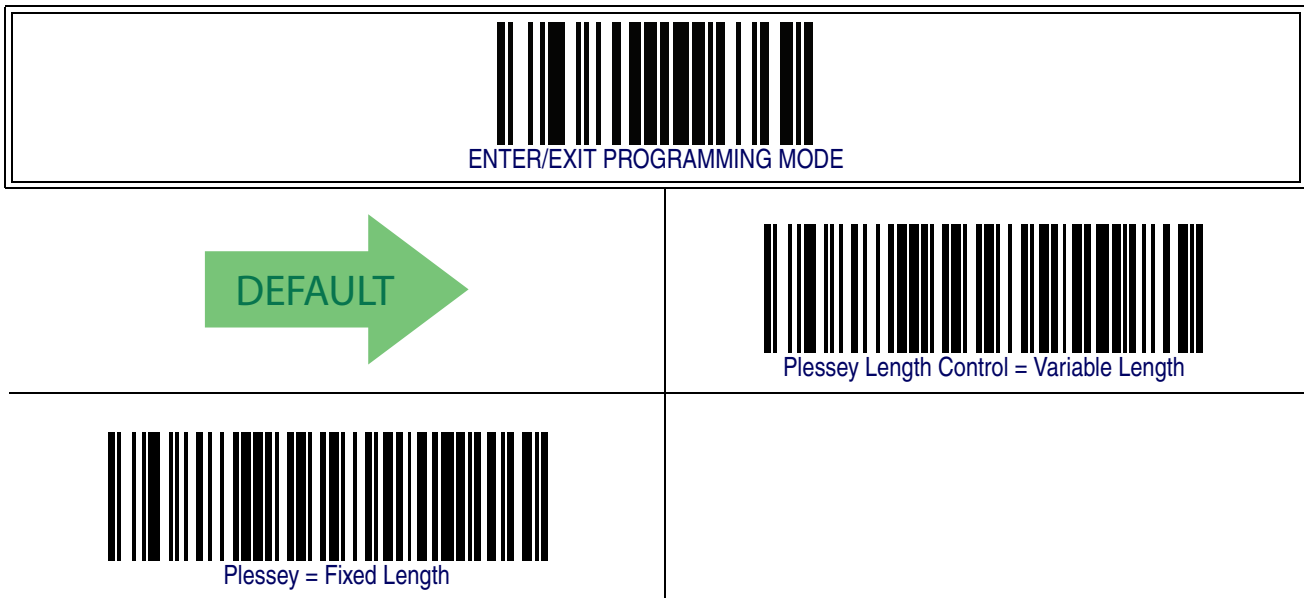 ENTER/EXIT PROGRAMMING MODE
DEFAULT
Plessey Length Control = Variable Length
Plessey = Fixed Length